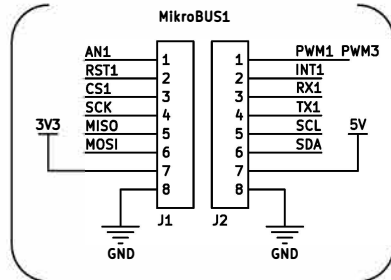 MikroBUS1
AN1 1 1 PWM1 PWM3
RST1 2 2 INT1
CS1 3 3 RX1
SCK 4 4 TX1
3V3 MISO 5 5 SCL 5V
MOSI 6 6 SDA
7 7
8 8
J1 J2
GND GND